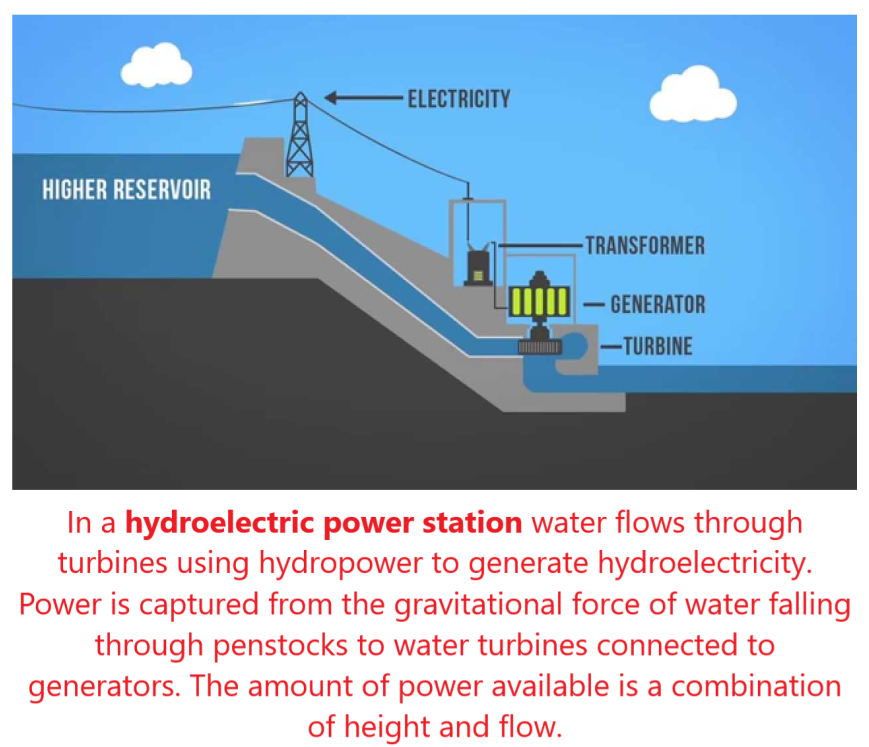 ELECTRICITY
HIGHER RESERVOIR
TRANSFORMER
GENERATOR
TURBINE
In a hydroelectric power station water flows through
turbines using hydropower to generate hydroelectricity.
Power is captured from the gravitational force of water falling
through penstocks to water turbines connected to
generators. The amount of power available is a combination
of height and flow.